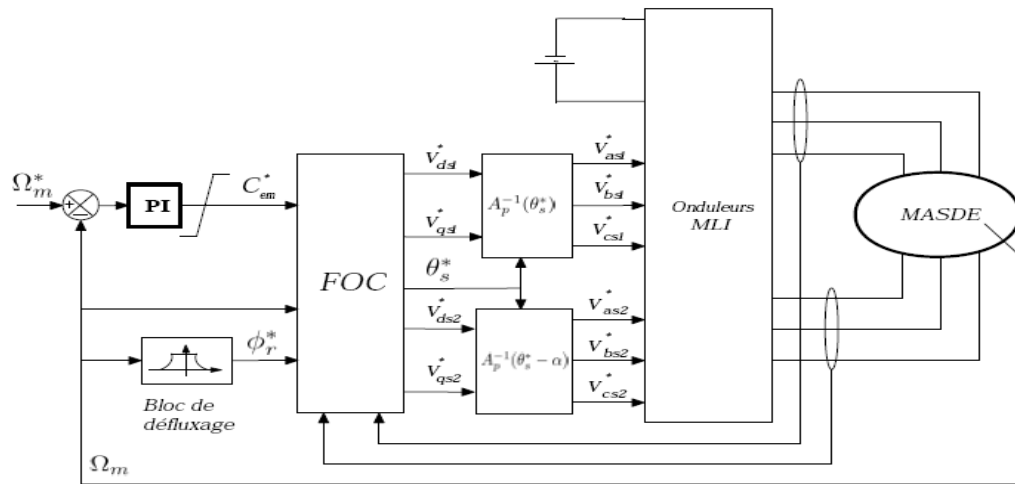 Ω*m
+
−
PI
C*em
FOC
V*ds1
V*qs1
θ*s
V*ds2
V*qs2
A_p^{-1}(θ*s)
A_p^{-1}(θ*s − α)
V*as1
V*bs1
V*cs1
V*as2
V*bs2
V*cs2
Onduleurs
MLI
MASDE
ϕ*r
Bloc de
défluxage
Ωm